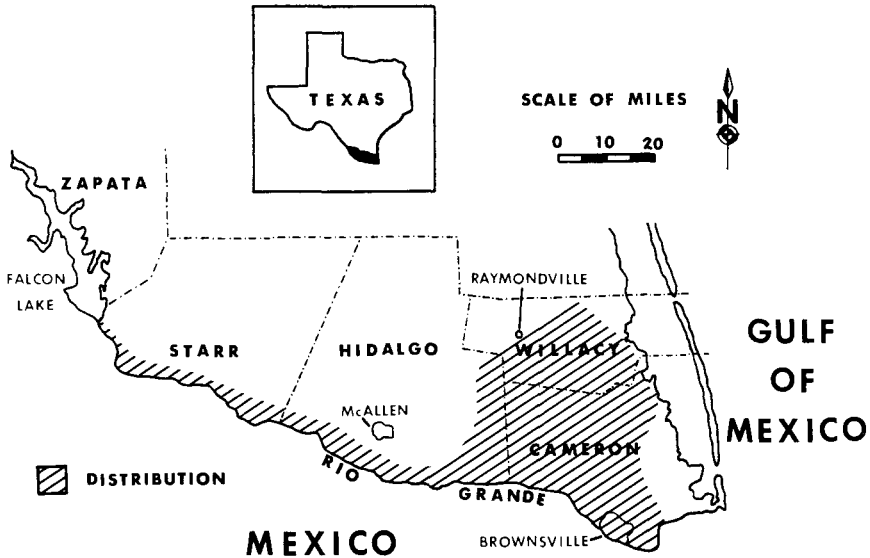 TEXAS
SCALE OF MILES
0 10 20
N
ZAPATA
FALCON
LAKE
RAYMONDVILLE
STARR
HIDALGO
WILLACY
GULF
OF
MEXICO
McALLEN
CAMERON
RIO
GRANDE
DISTRIBUTION
MEXICO
BROWNSVILLE